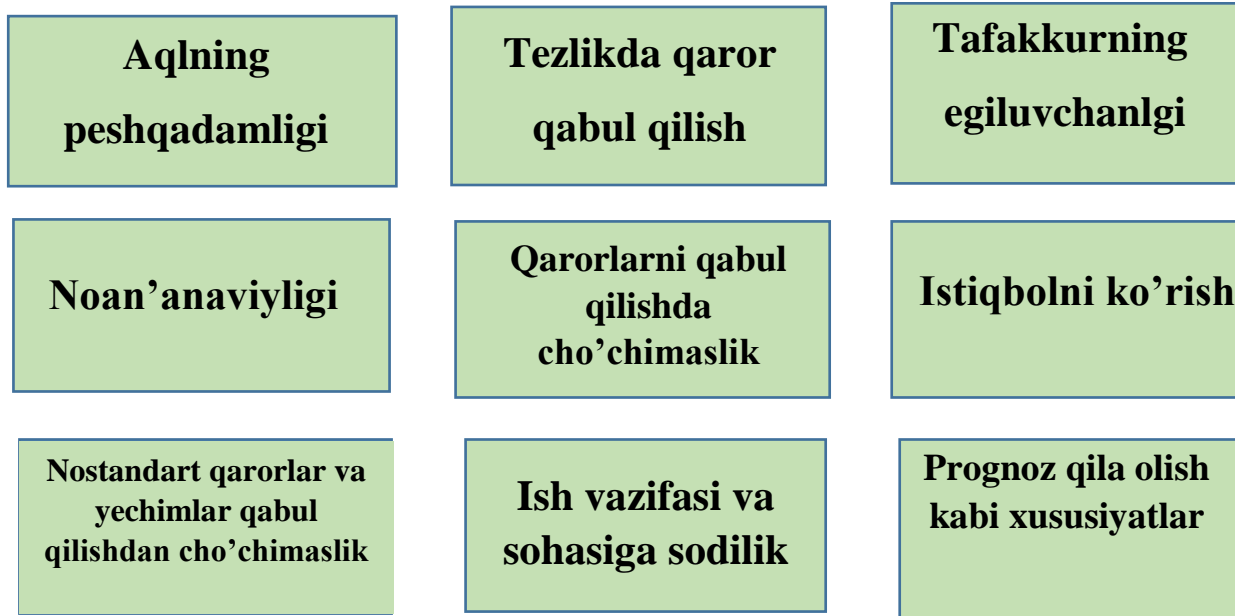 Aqlning
peshqadamligi
Tezlikda qaror
qabul qilish
Tafakkurning
egiluvchanlgi
Noan’anaviyligi
Qarorlarni qabul
qilishda
cho’chimaslik
Istiqbolni ko’rish
Nostandart qarorlar va
yechimlar qabul
qilishdan cho’chimaslik
Ish vazifasi va
sohasiga sodilik
Prognoz qila olish
kabi xususiyatlar